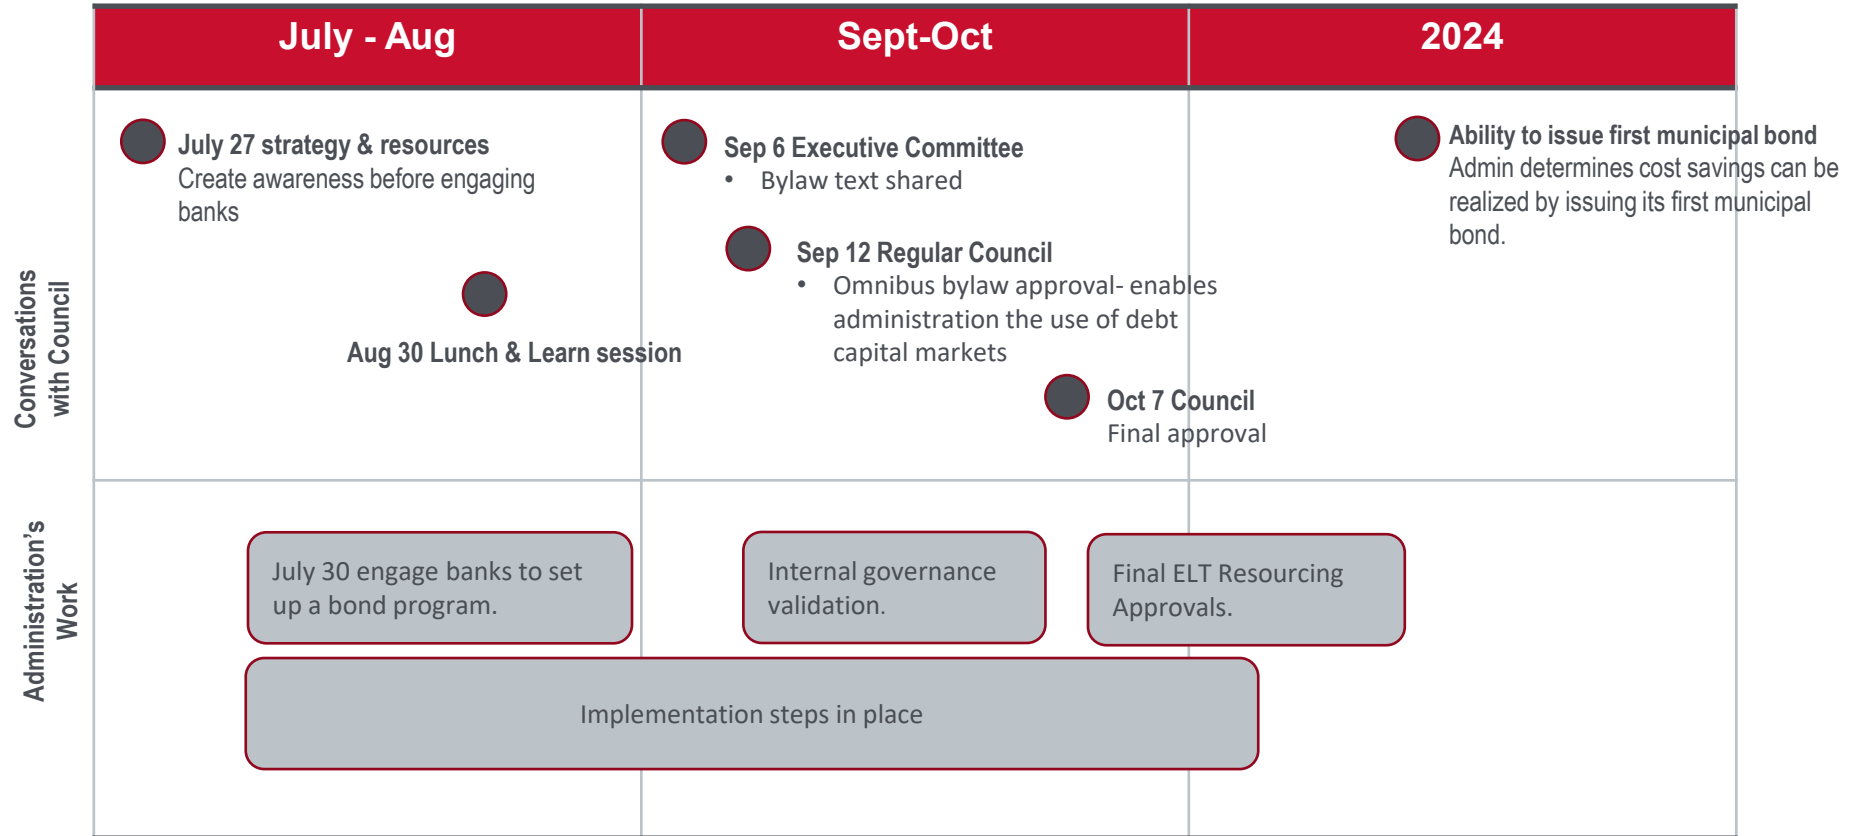 July - Aug
Sept-Oct
2024
Conversations
with Council
July 27 strategy & resources
Create awareness before engaging
banks
Aug 30 Lunch & Learn session
Sep 6 Executive Committee
• Bylaw text shared
Sep 12 Regular Council
• Omnibus bylaw approval- enables
administration the use of debt
capital markets
Oct 7 Council
Final approval
Ability to issue first municipal bond
Admin determines cost savings can be
realized by issuing its first municipal
bond.
Administration’s
Work
July 30 engage banks to set
up a bond program.
Internal governance
validation.
Final ELT Resourcing
Approvals.
Implementation steps in place